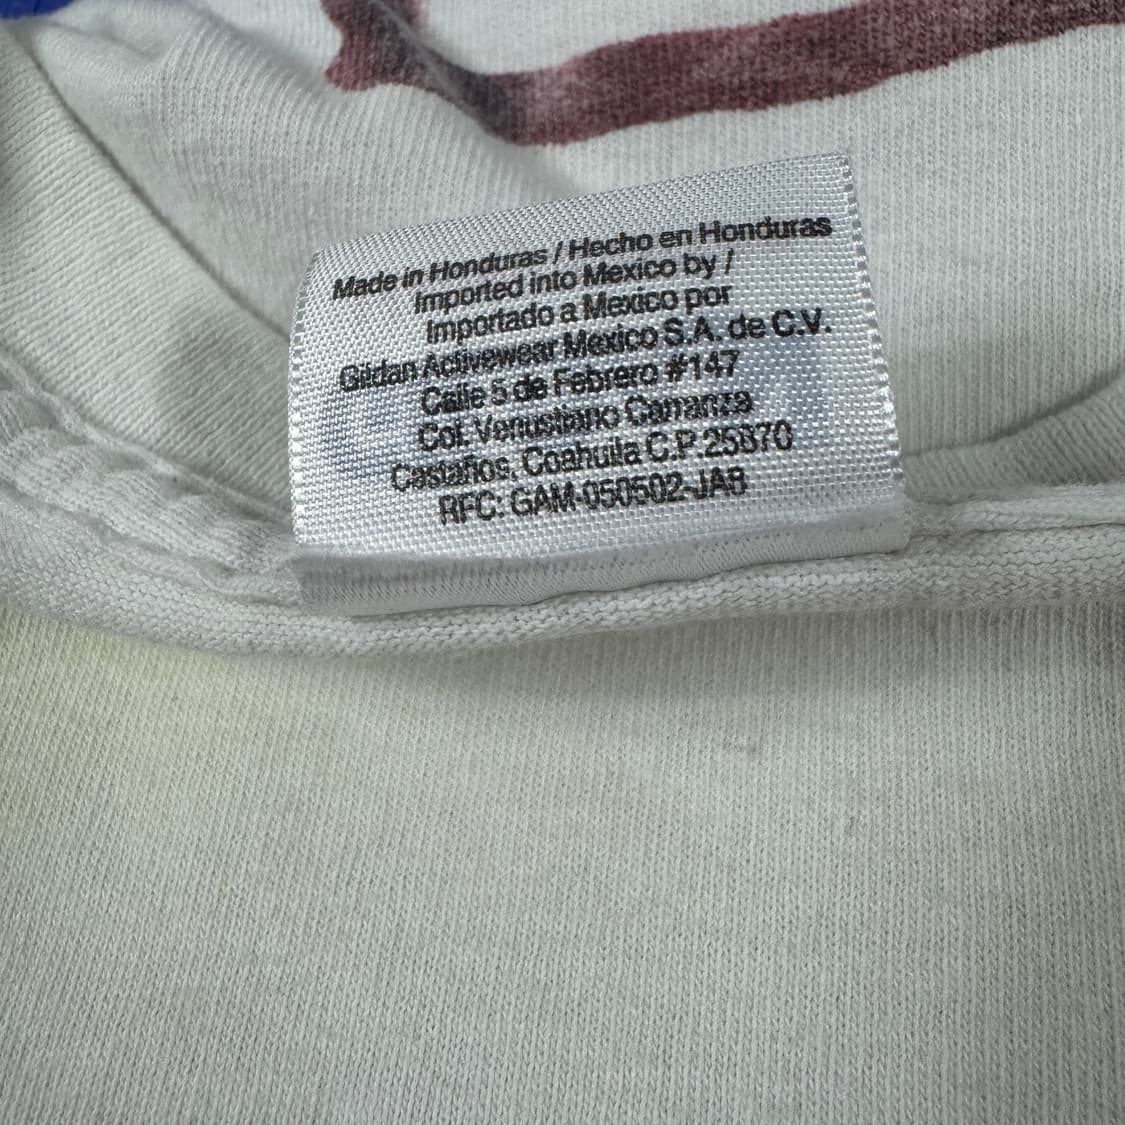 Made in Honduras / Hecho en Honduras
Imported into Mexico by /
Importado a Mexico por
Gildan Activewear Mexico S.A. de C.V.
Calle 5 de Febrero #147
Col. Venustiano Carranza
Castaños, Coahuila C.P. 25870
RFC: GAM-050502-JA8